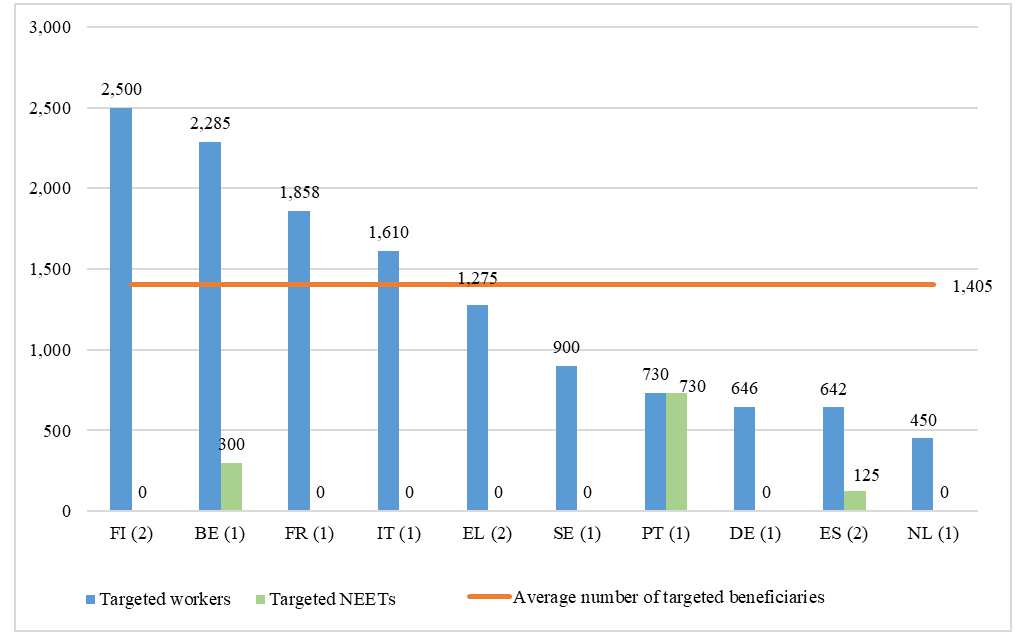 3,000
2,500
2,000
1,500
1,000
500
0
2,500
0
2,285
300
1,858
0
1,610
0
1,275
0
900
0
730
730
646
0
642
125
450
0
1,405
FI (2)
BE (1)
FR (1)
IT (1)
EL (2)
SE (1)
PT (1)
DE (1)
ES (2)
NL (1)
Targeted workers
Targeted NEETs
Average number of targeted beneficiaries